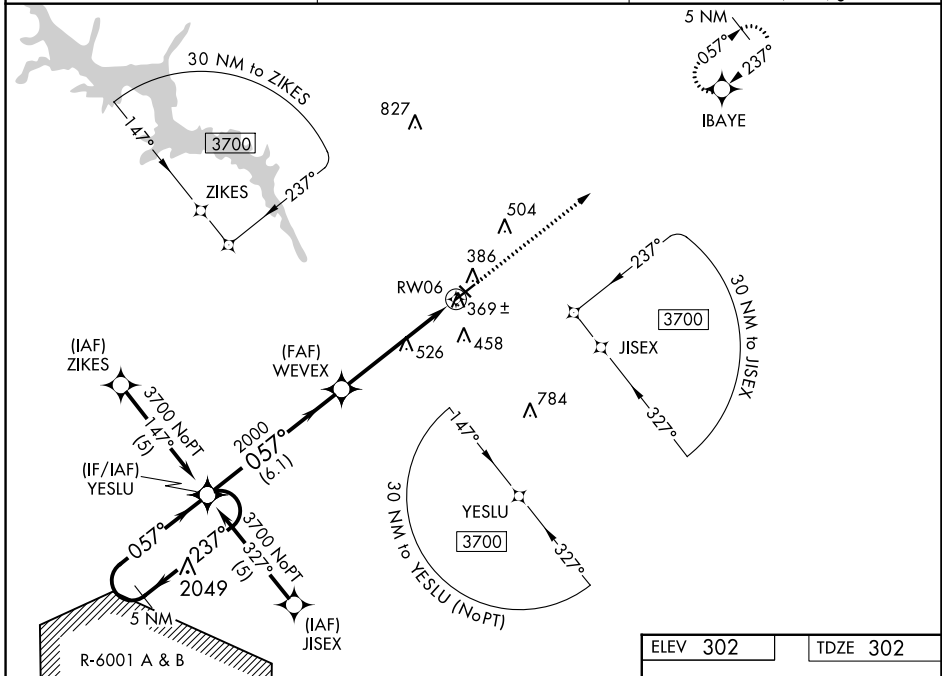 5 NM
057°
237°
IBAYE
30 NM to ZIKES
147°
3700
237°
ZIKES
827
504
386
RW06
369±
458
526
237°
30 NM to JISEX
3700
JISEX
327°
(IAF)
ZIKES
3700 NoPT
147°
(5)
(FAF)
WEVEX
2000
057°
(6.1)
784
147°
YESLU
30 NM to YESLU (NoPT)
3700
327°
(IF/IAF)
YESLU
057°
237°
2049
3700 NoPT
327°
(5)
5 NM
(IAF)
JISEX
R-6001 A & B
ELEV 302
TDZE 302